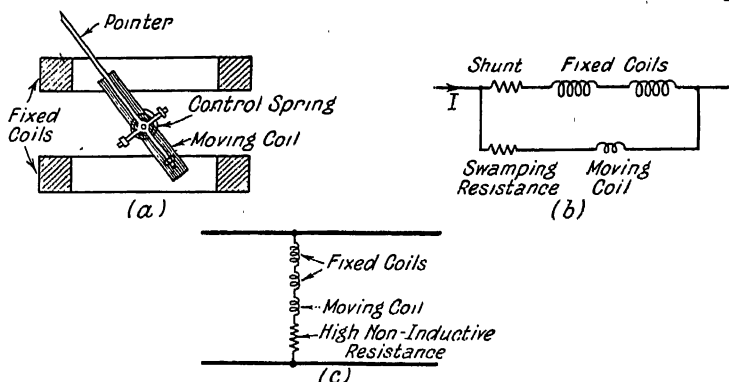 Pointer
Fixed
Coils
Control Spring
Moving Coil
(a)
Shunt
Fixed Coils
I
Swamping
Resistance
Moving
Coil
(b)
Fixed Coils
Moving Coil
High Non-Inductive
Resistance
(c)